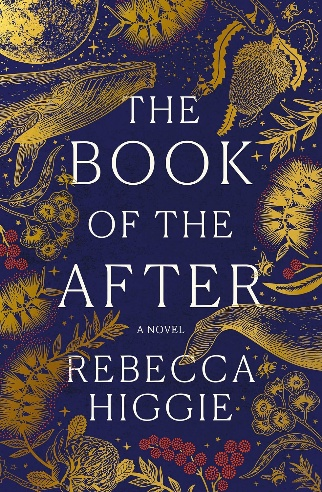 THE
BOOK
OF THE
AFTER
A NOVEL
REBECCA
HIGGIE